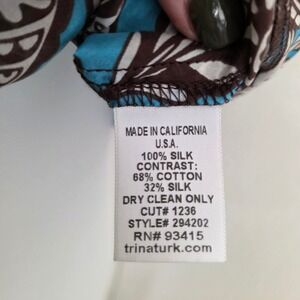 MADE IN CALIFORNIA
U.S.A.
100% SILK
CONTRAST:
68% COTTON
32% SILK
DRY CLEAN ONLY
CUT# 1236
STYLE# 294202
RN# 93415
trinaturk.com